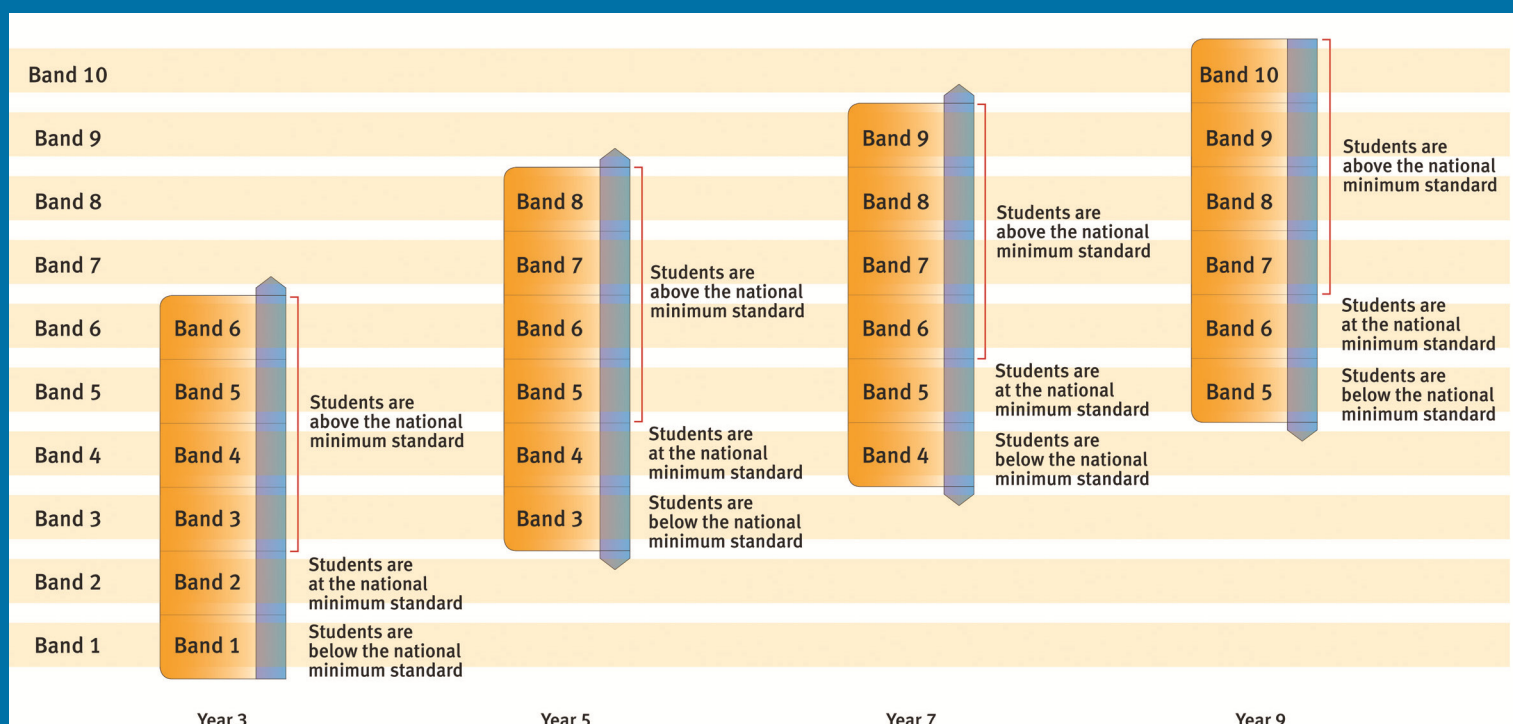 Band 10
Band 9
Band 8
Band 7
Band 6
Band 5
Band 4
Band 3
Band 2
Band 1
Band 6
Band 5
Band 4
Band 3
Band 2
Band 1
Students are
above the national
minimum standard
Students are
at the national
minimum standard
Students are
below the national
minimum standard
Year 3
Band 8
Band 7
Band 6
Band 5
Band 4
Band 3
Students are
above the national
minimum standard
Students are
at the national
minimum standard
Students are
below the national
minimum standard
Year 5
Band 9
Band 8
Band 7
Band 6
Band 5
Band 4
Students are
above the national
minimum standard
Students are
at the national
minimum standard
Students are
below the national
minimum standard
Year 7
Band 10
Band 9
Band 8
Band 7
Band 6
Band 5
Students are
above the national
minimum standard
Students are
at the national
minimum standard
Students are
below the national
minimum standard
Year 9